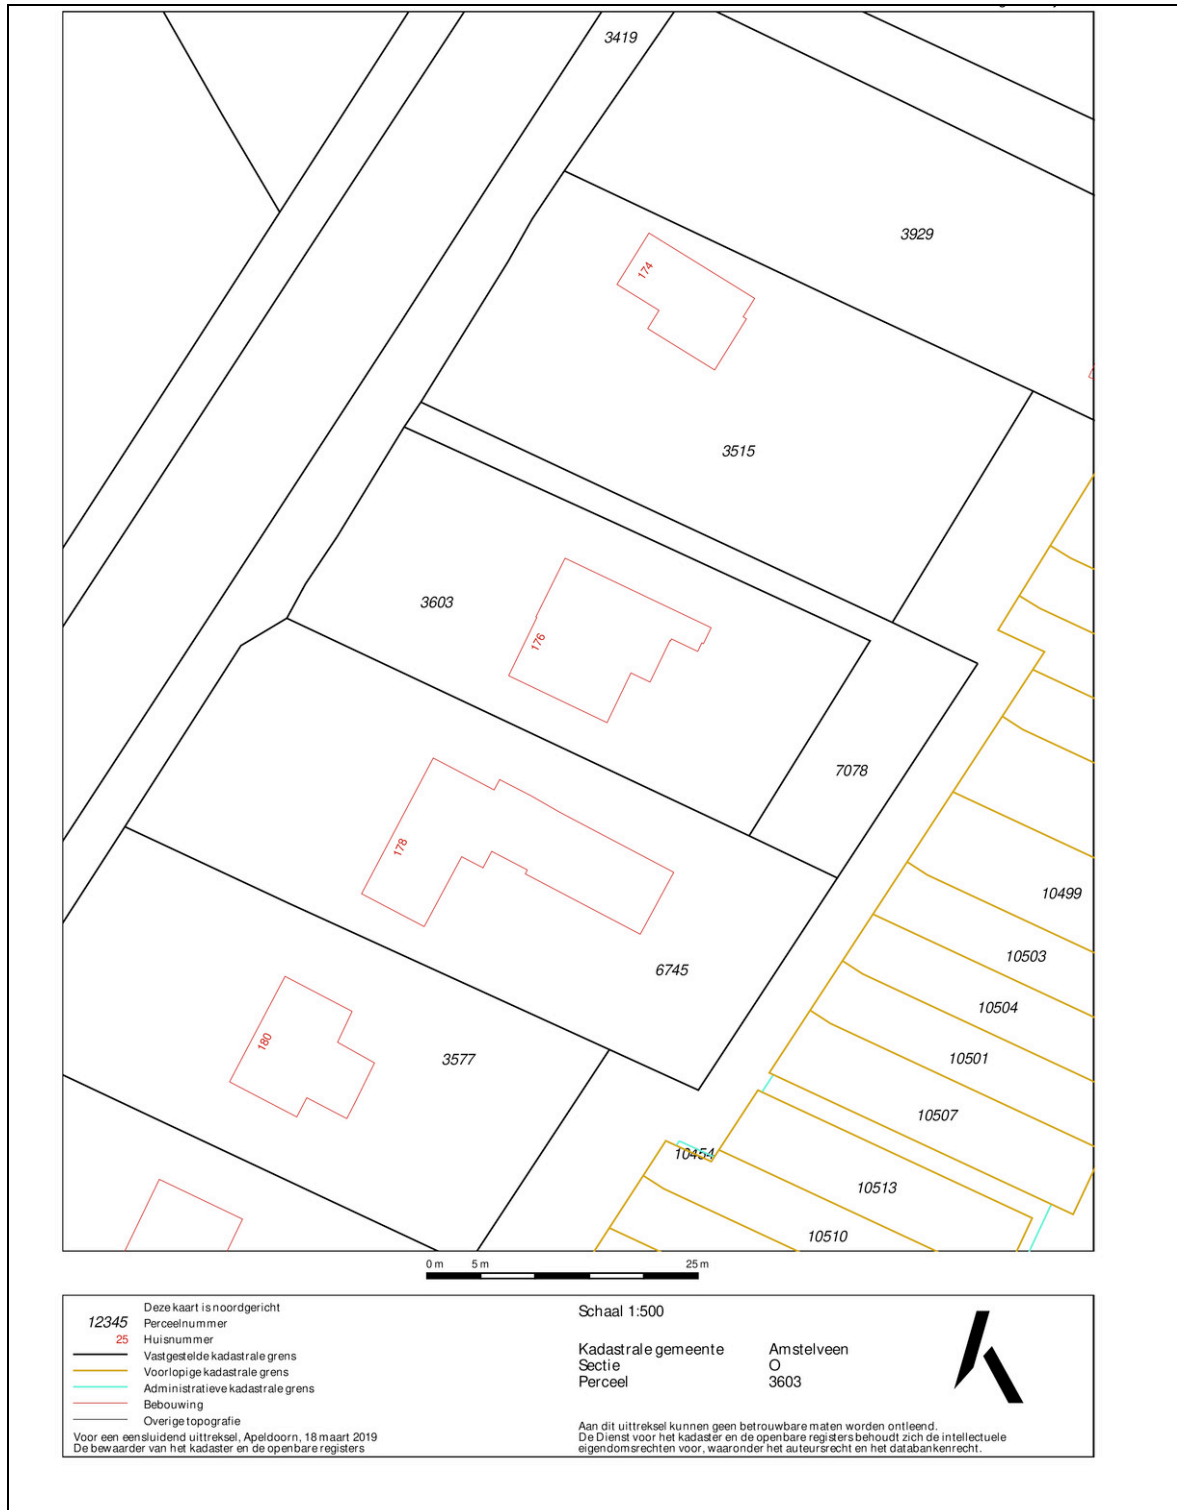 3419
3929
174
3515
3603
176
7078
178
10499
10503
6745
10504
180
3577
10501
10507
10454
10513
10510
0 m 5 m 25 m
Deze kaart is noordgericht
12345 Perceelnummer
25 Huisnummer
Vastgestelde kadastrale grens
Voorlopige kadastrale grens
Administratieve kadastrale grens
Bebouwing
Overige topografie
Voor een eensluidend uittreksel, Apeldoorn, 18 maart 2019
De bewaarder van het kadaster en de openbare registers
Schaal 1:500
Kadastrale gemeente Amstelveen
Sectie O
Perceel 3603
Aan dit uittreksel kunnen geen betrouwbare maten worden ontleend.
De Dienst voor het kadaster en de openbare registers behoudt zich de intellectuele
eigendomsrechten voor, waaronder het auteursrecht en het databankenrecht.